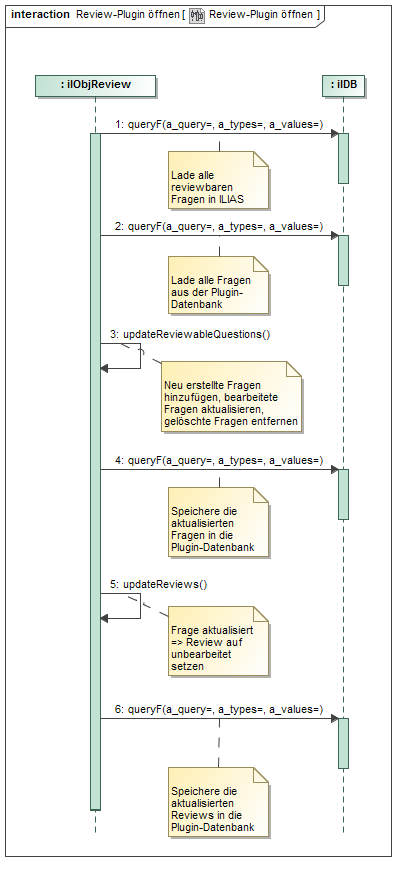 interaction Review-Plugin öffnen [ Review-Plugin öffnen ]
: ilObjReview
: ilDB
1: queryF(a_query=, a_types=, a_values=)
Lade alle
reviewbaren
Fragen in ILIAS
2: queryF(a_query=, a_types=, a_values=)
Lade alle Fragen
aus der Plugin-
Datenbank
3: updateReviewableQuestions()
Neu erstellte Fragen
hinzufügen, bearbeitete
Fragen aktualisieren,
gelöschte Fragen entfernen
4: queryF(a_query=, a_types=, a_values=)
Speichere die
aktualisierten
Fragen in die
Plugin-Datenbank
5: updateReviews()
Frage aktualisiert
=> Review auf
unbearbeitet
setzen
6: queryF(a_query=, a_types=, a_values=)
Speichere die
aktualisierten
Reviews in die
Plugin-Datenbank